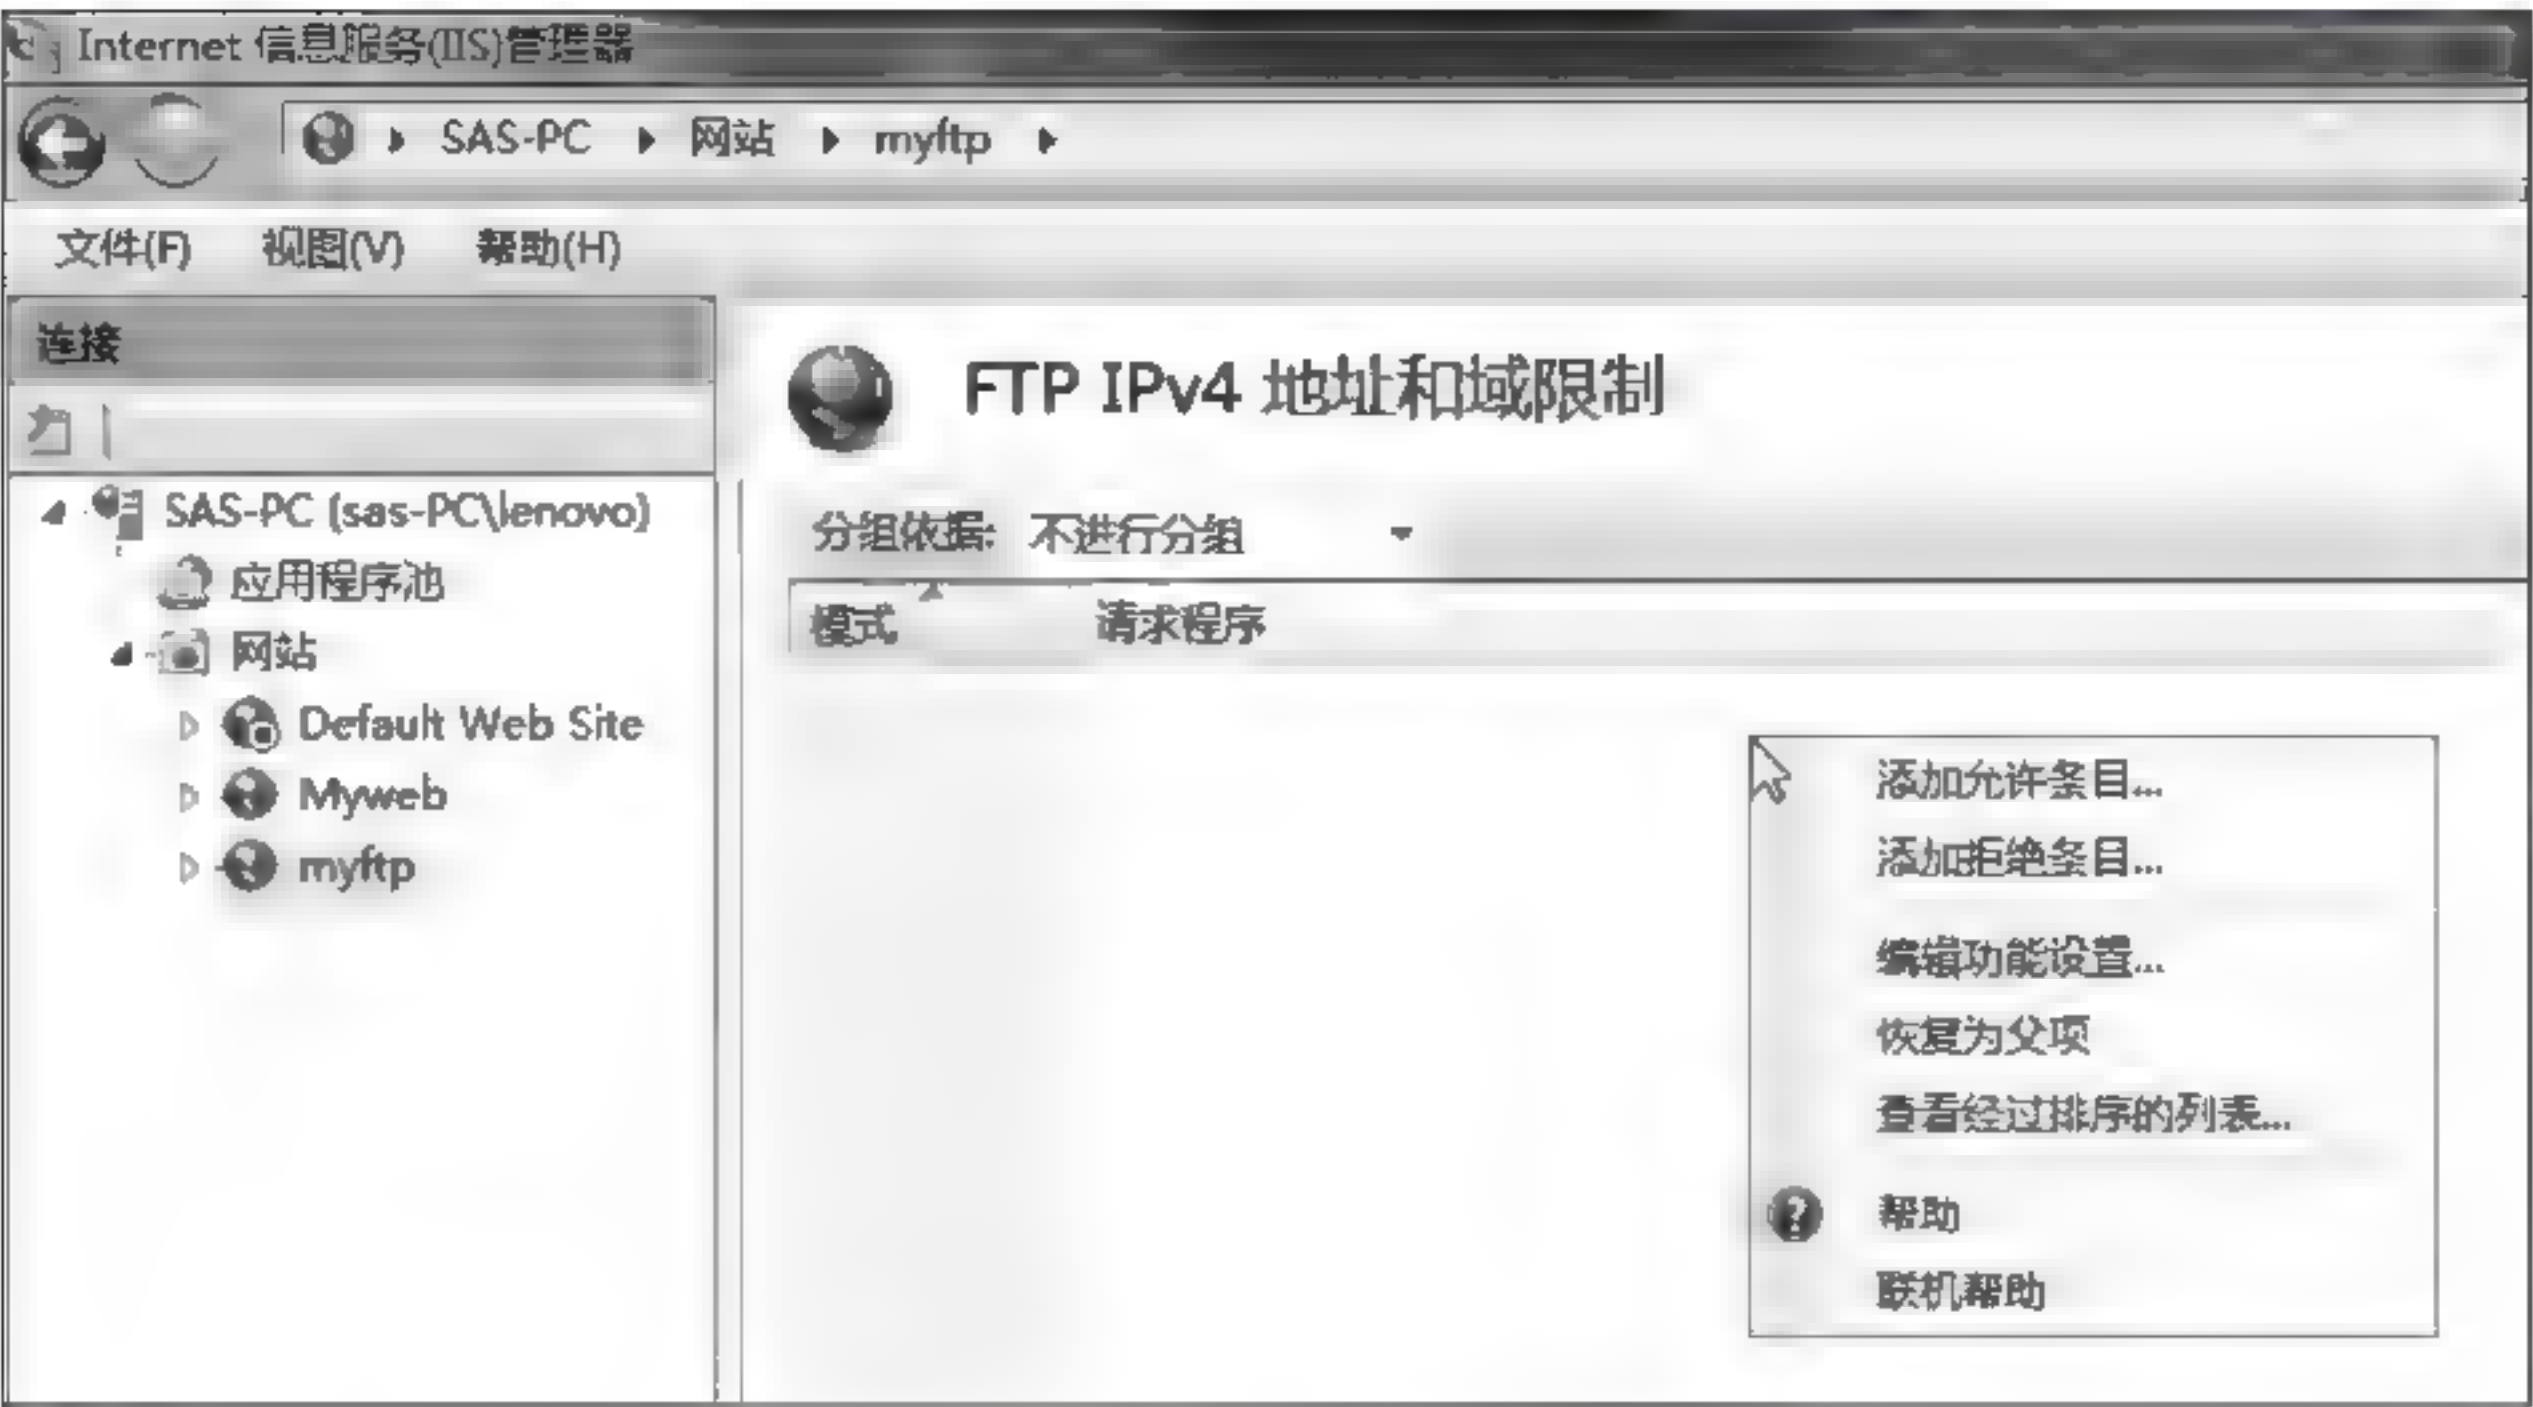 Internet 信息服务(IIS)管理器
SAS-PC 网站 myftp
文件(F) 视图(V) 帮助(H)
连接
SAS-PC (sas-PC\lenovo)
应用程序池
网站
Default Web Site
Myweb
myftp
FTP IPv4 地址和域限制
分组依据: 不进行分组
模式 请求程序
添加允许条目...
添加拒绝条目...
编辑功能设置...
恢复为父项
查看经过排序的列表...
帮助
联机帮助